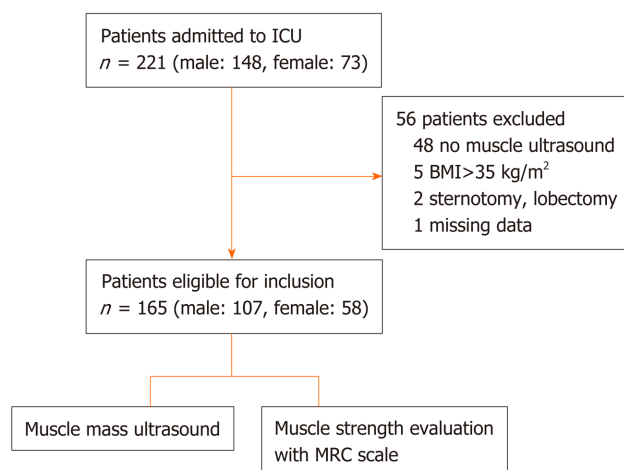 Patients admitted to ICU
n = 221 (male: 148, female: 73)
56 patients excluded
48 no muscle ultrasound
5 BMI>35 kg/m²
2 sternotomy, lobectomy
1 missing data
Patients eligible for inclusion
n = 165 (male: 107, female: 58)
Muscle mass ultrasound
Muscle strength evaluation
with MRC scale